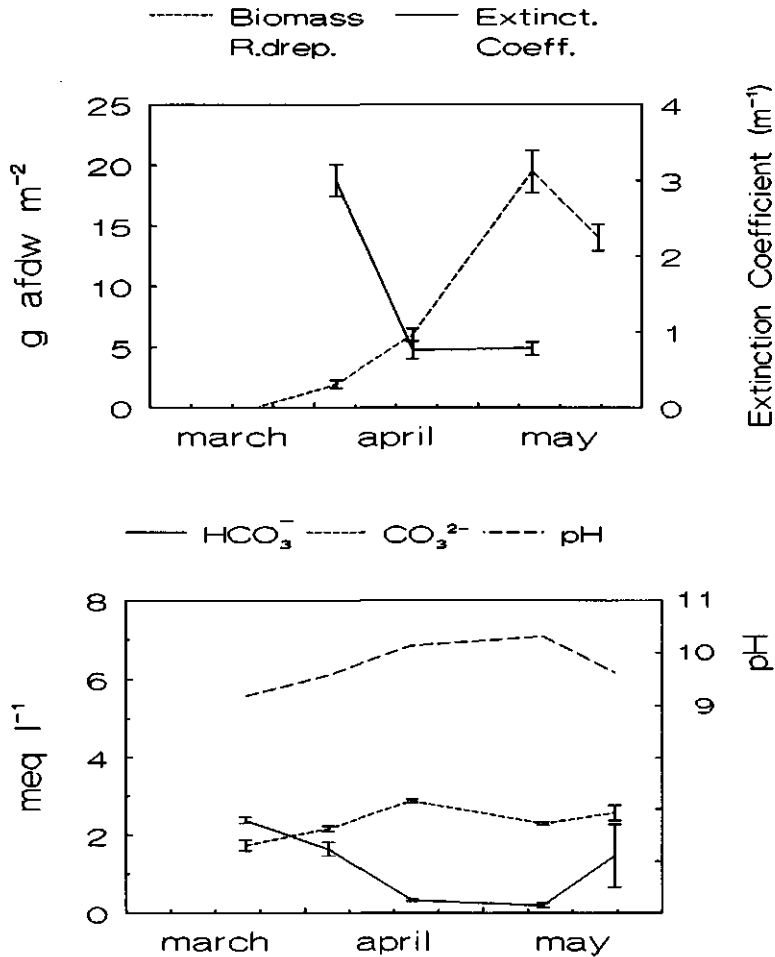 Biomass R.drep. Extinct. Coeff.
25
20
15
10
5
0
g afdw m⁻²
4
3
2
1
0
Extinction Coefficient (m⁻¹)
march april may
HCO₃⁻ CO₃²⁻ pH
8
6
4
2
0
meq l⁻¹
11
10
9
pH
march april may